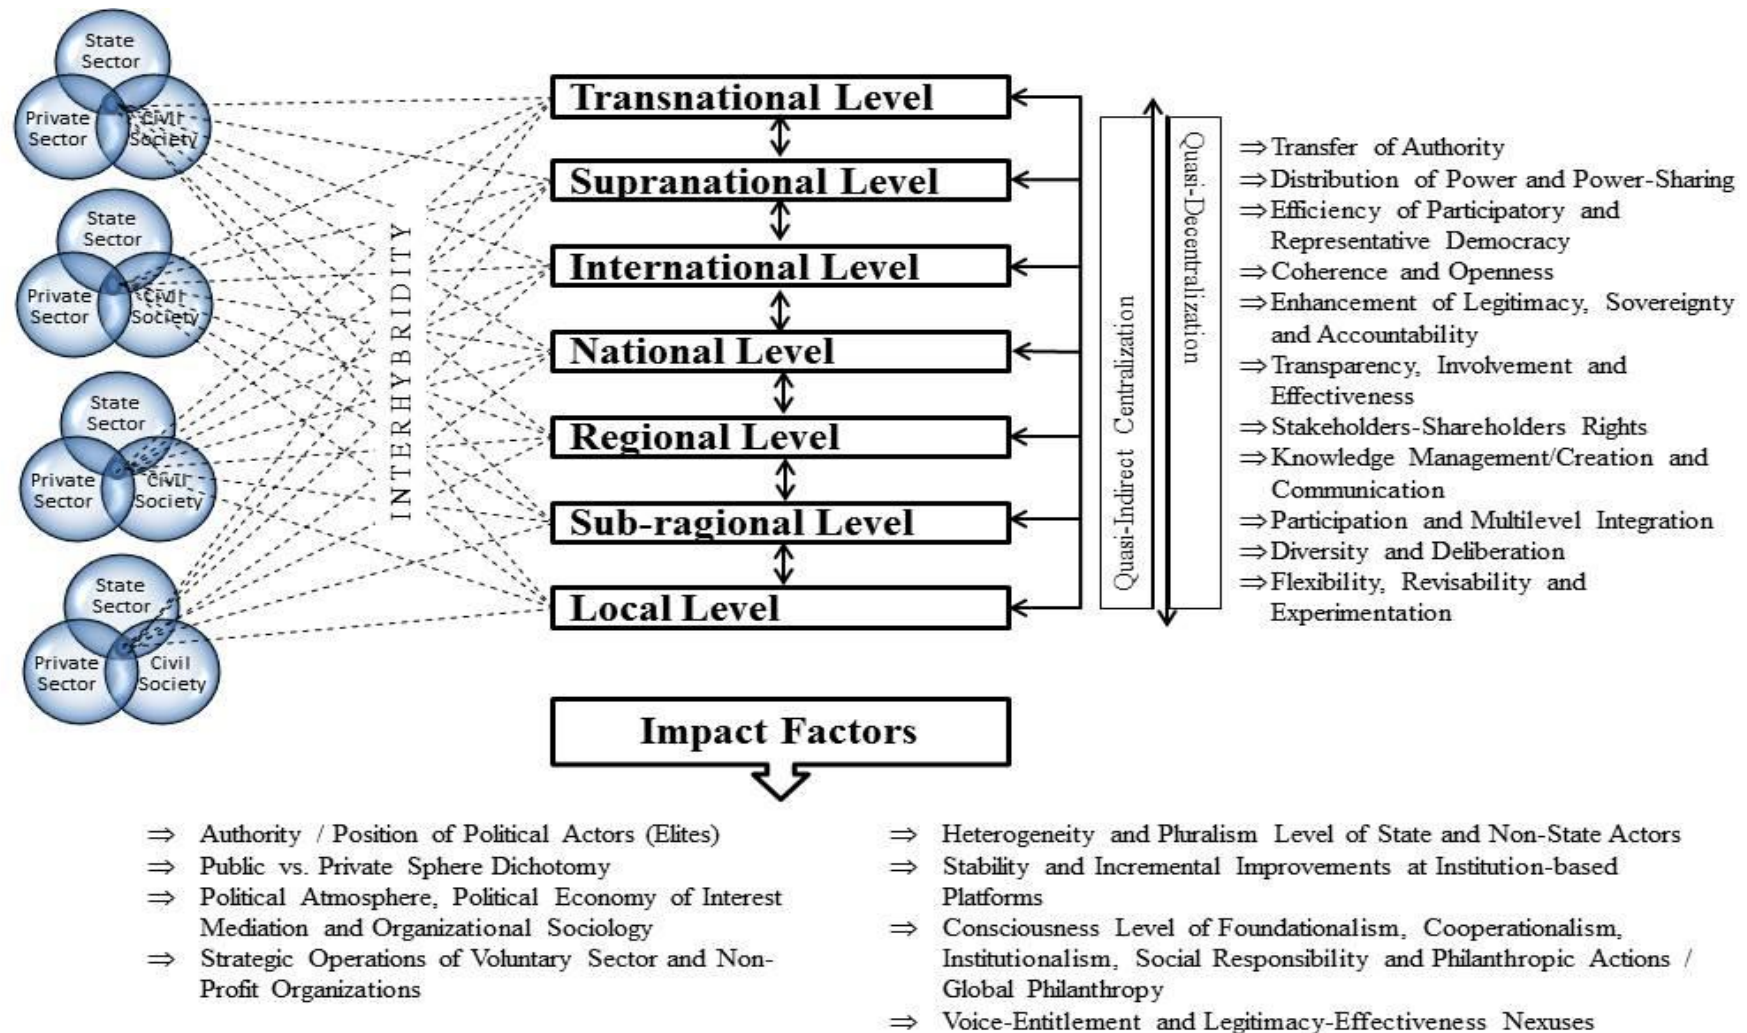 State
Sector
Private
Sector
Civil
Society
State
Sector
Private
Sector
Civil
Society
State
Sector
Private
Sector
Civil
Society
State
Sector
Private
Sector
Civil
Society
INTERHYBRIDITY
Transnational Level
Supranational Level
International Level
National Level
Regional Level
Sub-ragional Level
Local Level
Quasi-Indirect Centralization
Quasi-Decentralization
⇒Transfer of Authority
⇒Distribution of Power and Power-Sharing
⇒Efficiency of Participatory and
Representative Democracy
⇒Coherence and Openness
⇒Enhancement of Legitimacy, Sovereignty
and Accountability
⇒Transparency, Involvement and
Effectiveness
⇒Stakeholders-Shareholders Rights
⇒Knowledge Management/Creation and
Communication
⇒Participation and Multilevel Integration
⇒Diversity and Deliberation
⇒Flexibility, Revisability and
Experimentation
Impact Factors
⇒ Authority / Position of Political Actors (Elites)
⇒ Public vs. Private Sphere Dichotomy
⇒ Political Atmosphere, Political Economy of Interest
Mediation and Organizational Sociology
⇒ Strategic Operations of Voluntary Sector and Non-
Profit Organizations
⇒ Heterogeneity and Pluralism Level of State and Non-State Actors
⇒ Stability and Incremental Improvements at Institution-based
Platforms
⇒ Consciousness Level of Foundationalism, Cooperationalism,
Institutionalism, Social Responsibility and Philanthropic Actions /
Global Philanthropy
⇒ Voice-Entitlement and Legitimacy-Effectiveness Nexuses